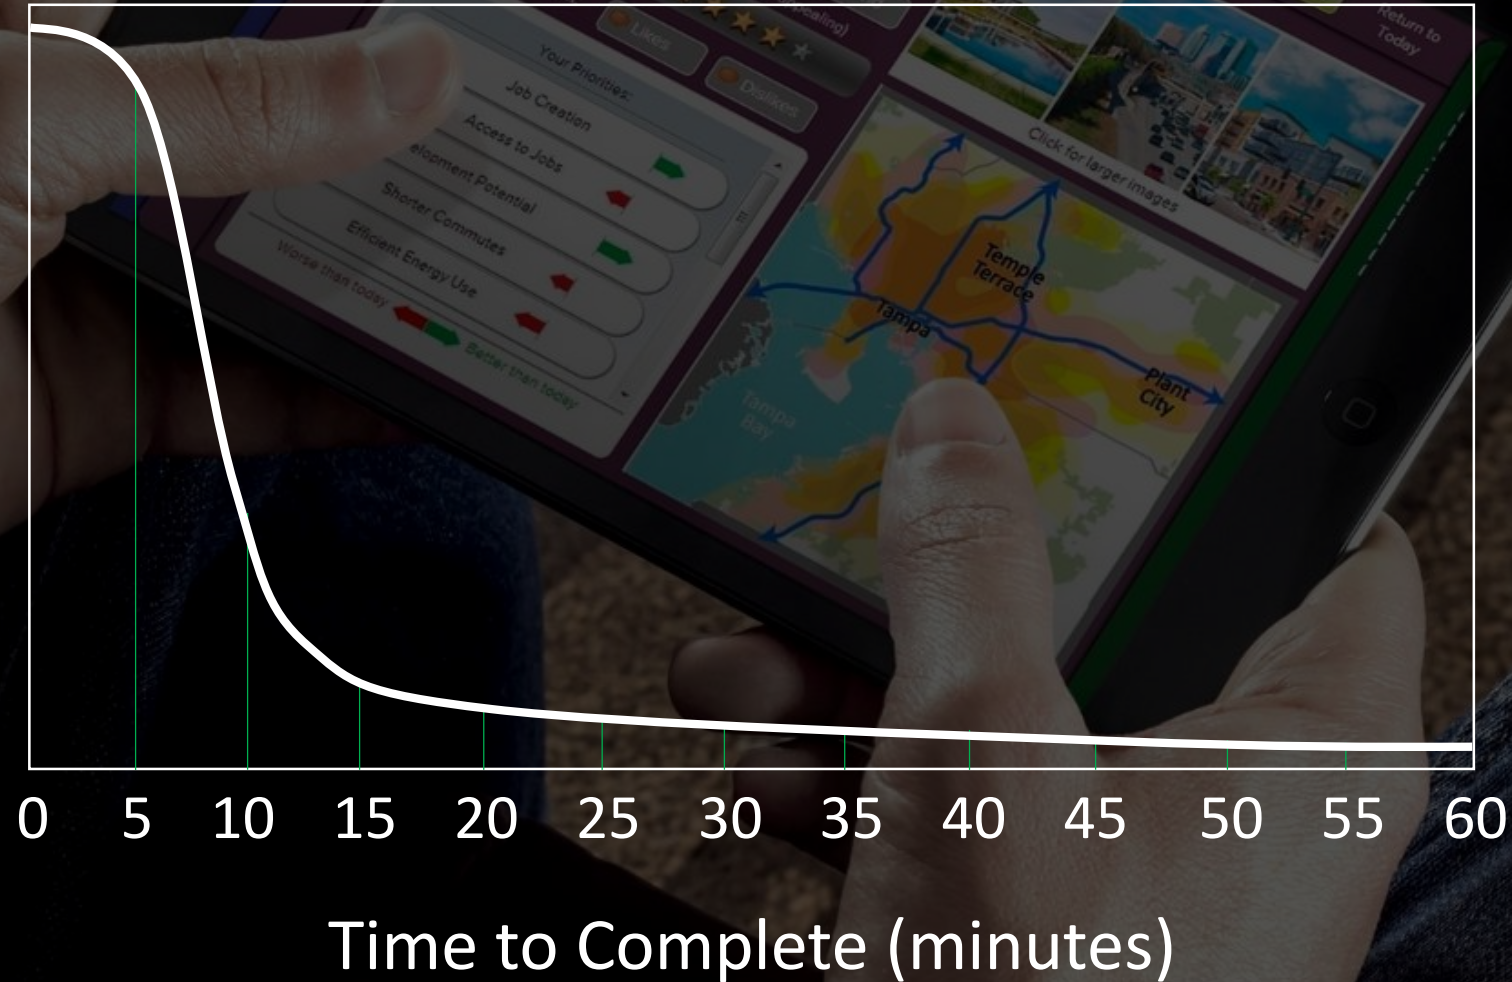 Return to
Today
appealing)
Likes
Dislikes
Your Priorities:
Job Creation
Access to Jobs
elopment Potential
Shorter Commutes
Efficient Energy Use
Worse than today
Better than today
Click for larger images
Temple
Terrace
Tampa
Plant
City
Tampa
Bay
0 5 10 15 20 25 30 35 40 45 50 55 60
Time to Complete (minutes)